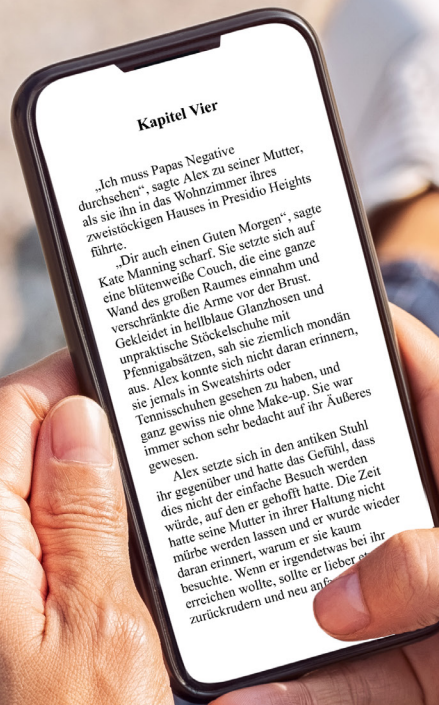 Kapitel Vier
„Ich muss Papas Negative
durchsehen“, sagte Alex zu seiner Mutter,
als sie ihn in das Wohnzimmer ihres
zweistöckigen Hauses in Presidio Heights
führte.
„Dir auch einen Guten Morgen“, sagte
Kate Manning scharf. Sie setzte sich auf
eine blütenweiße Couch, die eine ganze
Wand des großen Raumes einnahm und
verschränkte die Arme vor der Brust.
Gekleidet in hellblaue Glanzhosen und
unpraktische Stöckelschuhe mit
Pfennigabsätzen, sah sie ziemlich mondän
aus. Alex konnte sich nicht daran erinnern,
sie jemals in Sweatshirts oder
Tennisschuhen gesehen zu haben, und
ganz gewiss nie ohne Make-up. Sie war
immer schon sehr bedacht auf ihr Äußeres
gewesen.
Alex setzte sich in den antiken Stuhl
ihr gegenüber und hatte das Gefühl, dass
dies nicht der einfache Besuch werden
würde, auf den er gehofft hatte. Die Zeit
hatte seine Mutter in ihrer Haltung nicht
mürbe werden lassen und er wurde wieder
daran erinnert, warum er sie kaum
besuchte. Wenn er irgendetwas bei ihr
erreichen wollte, sollte er lieber
zurückrudern und neu